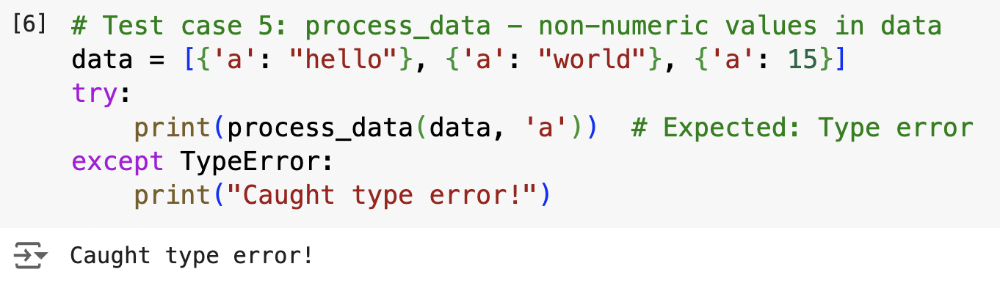 [6] # Test case 5: process_data - non-numeric values in data
data = [{'a': "hello"}, {'a': "world"}, {'a': 15}]
try:
    print(process_data(data, 'a'))  # Expected: Type error
except TypeError:
    print("Caught type error!")
Caught type error!